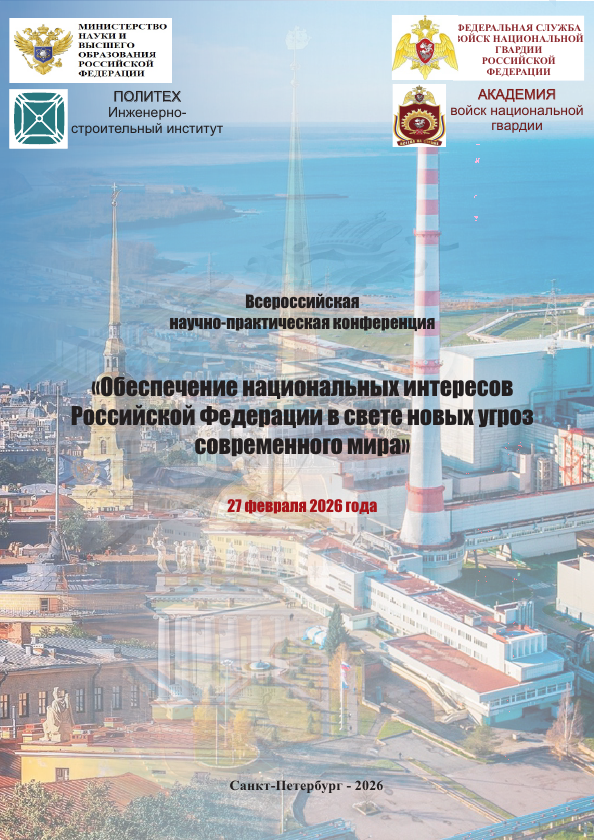 МИНИСТЕРСТВО
НАУКИ И
ВЫСШЕГО
ОБРАЗОВАНИЯ
РОССИЙСКОЙ
ФЕДЕРАЦИИ
ПОЛИТЕХ
Инженерно-
строительный институт
ФЕДЕРАЛЬНАЯ СЛУЖБА
ВОЙСК НАЦИОНАЛЬНОЙ
ГВАРДИИ
РОССИЙСКОЙ
ФЕДЕРАЦИИ
АКАДЕМИЯ
войск национальной
гвардии
Всероссийская
научно-практическая конференция
«Обеспечение национальных интересов
Российской Федерации в свете новых угроз
современного мира»
27 февраля 2026 года
Санкт-Петербург - 2026